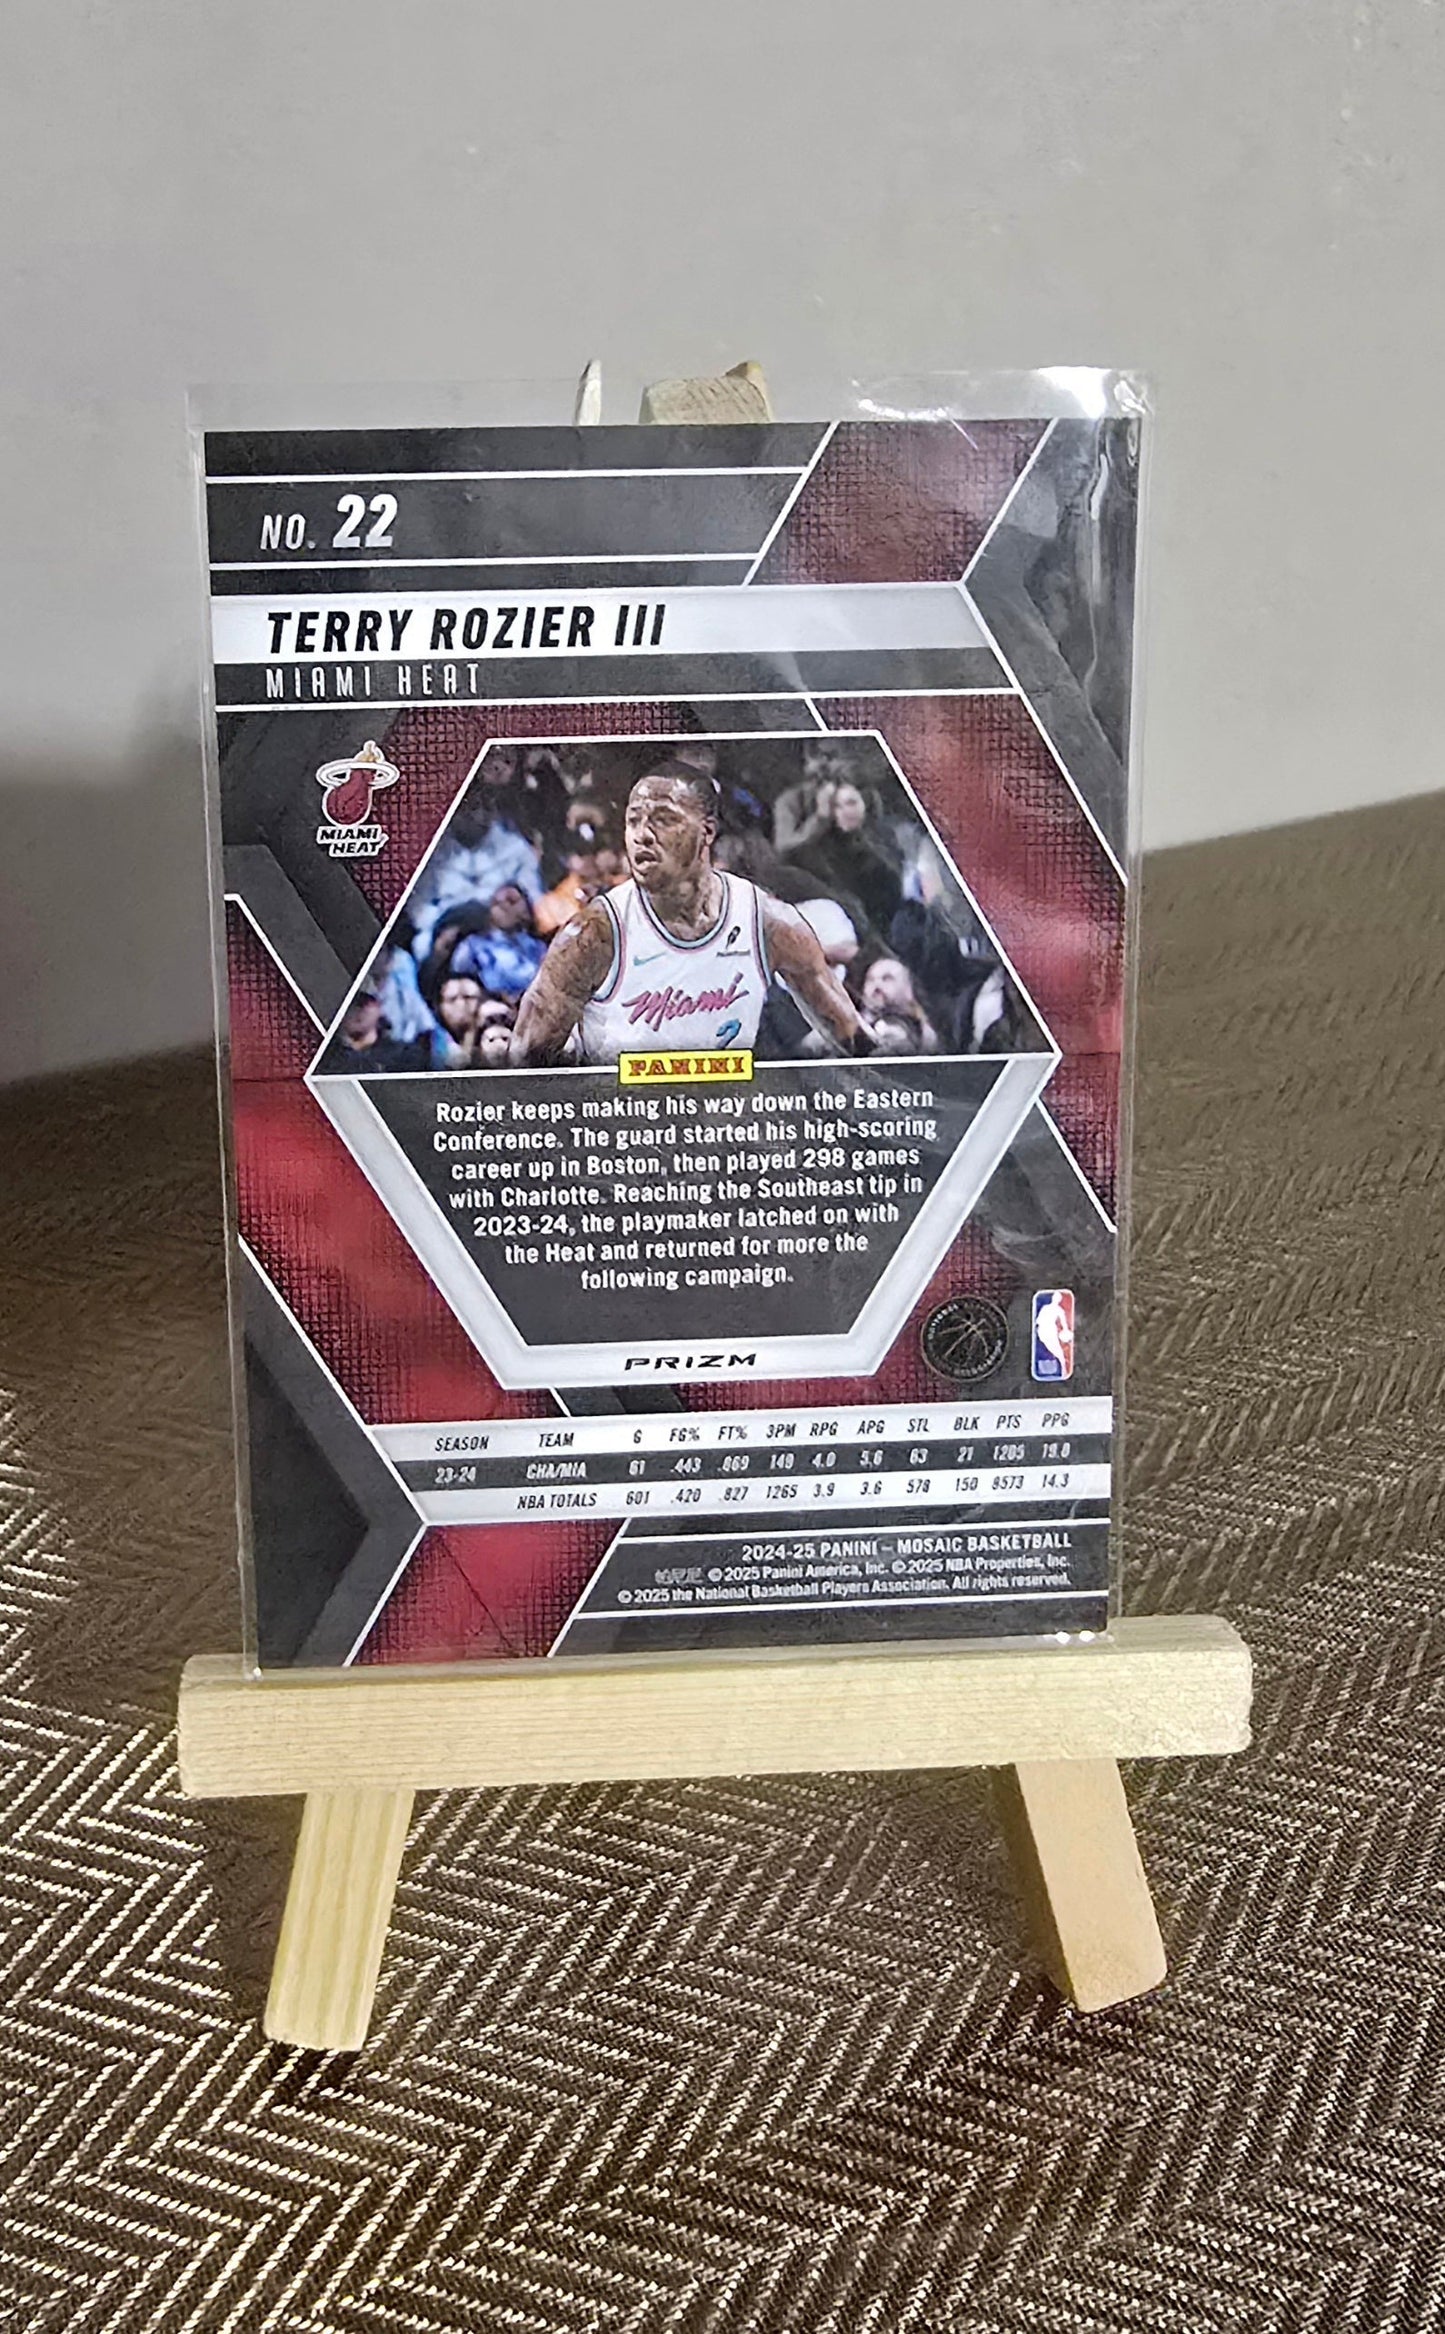 NO. 22
TERRY ROZIER III
MIAMI HEAT
MIAMI
HEAT
Miami
2
PANINI
Rozier keeps making his way down the Eastern
Conference. The guard started his high-scoring
career up in Boston, then played 298 games
with Charlotte. Reaching the Southeast tip in
2023-24, the playmaker latched on with
the Heat and returned for more the
following campaign.
PRIZM
SEASON TEAM G FG% FT% 3PM RPG APG STL BLK PTS PPG
23-24 CHA/MIA 61 .443 .869 149 4.0 5.6 63 21 1205 19.8
NBA TOTALS 601 .420 .827 1265 3.9 3.6 578 150 8573 14.3
2024-25 PANINI – MOSAIC BASKETBALL
© 2025 Panini America, Inc. © 2025 NBA Properties, Inc.
© 2025 the National Basketball Players Association. All rights reserved.